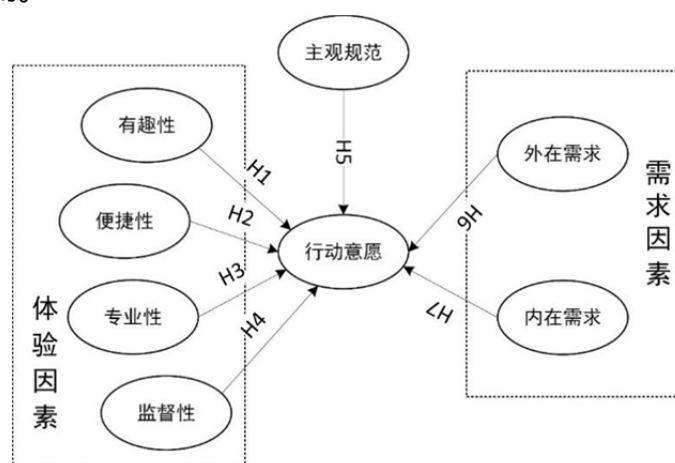 主观规范
有趣性
便捷性
专业性
监督性
体验因素
H1
H2
H3
H4
H5
行动意愿
H6
H7
外在需求
内在需求
需求因素